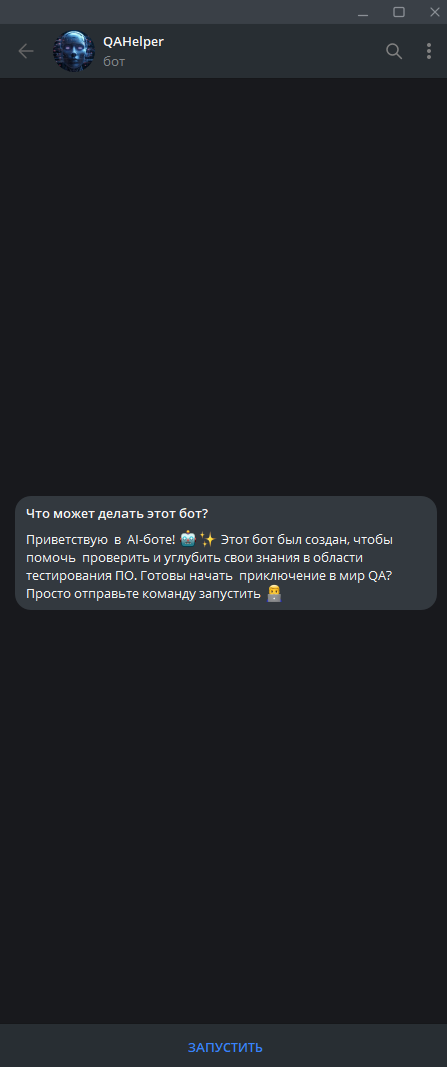 QAHelper
бот
Что может делать этот бот?
Приветствую в AI-боте! 🤖 ✨ Этот бот был создан, чтобы
помочь проверить и углубить свои знания в области
тестирования ПО. Готовы начать приключение в мир QA?
Просто отправьте команду запустить 👨‍💻
ЗАПУСТИТЬ